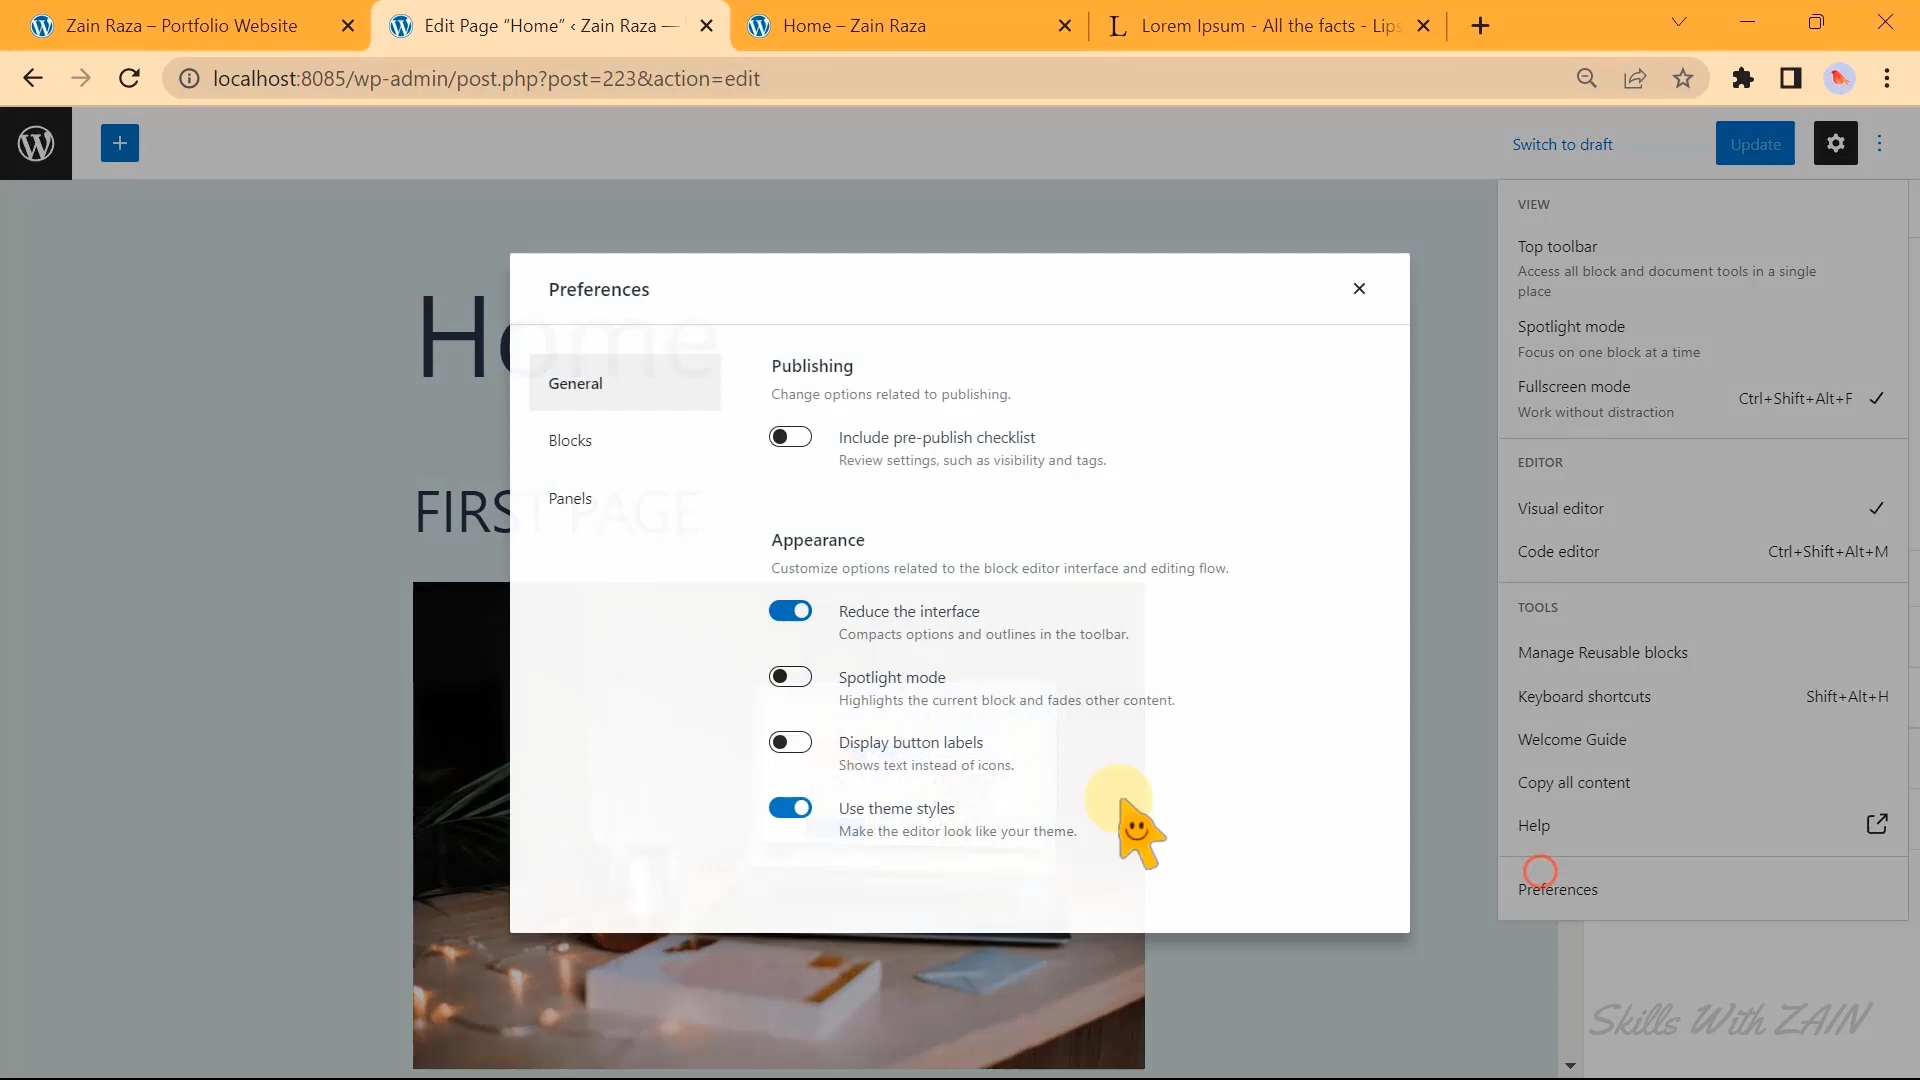 Zain Raza – Portfolio Website
Edit Page “Home” ‹ Zain Raza —
Home – Zain Raza
Lorem Ipsum - All the facts - Lips
localhost:8085/wp-admin/post.php?post=223&action=edit
Switch to draft
Update
Home
FIRST PAGE
Preferences
General
Blocks
Panels
Publishing
Change options related to publishing.
Include pre-publish checklist
Review settings, such as visibility and tags.
Appearance
Customize options related to the block editor interface and editing flow.
Reduce the interface
Compacts options and outlines in the toolbar.
Spotlight mode
Highlights the current block and fades other content.
Display button labels
Shows text instead of icons.
Use theme styles
Make the editor look like your theme.
VIEW
Top toolbar
Access all block and document tools in a single
place
Spotlight mode
Focus on one block at a time
Fullscreen mode
Work without distraction
Ctrl+Shift+Alt+F
EDITOR
Visual editor
Code editor Ctrl+Shift+Alt+M
TOOLS
Manage Reusable blocks
Keyboard shortcuts Shift+Alt+H
Welcome Guide
Copy all content
Help
Preferences
Skills With ZAIN